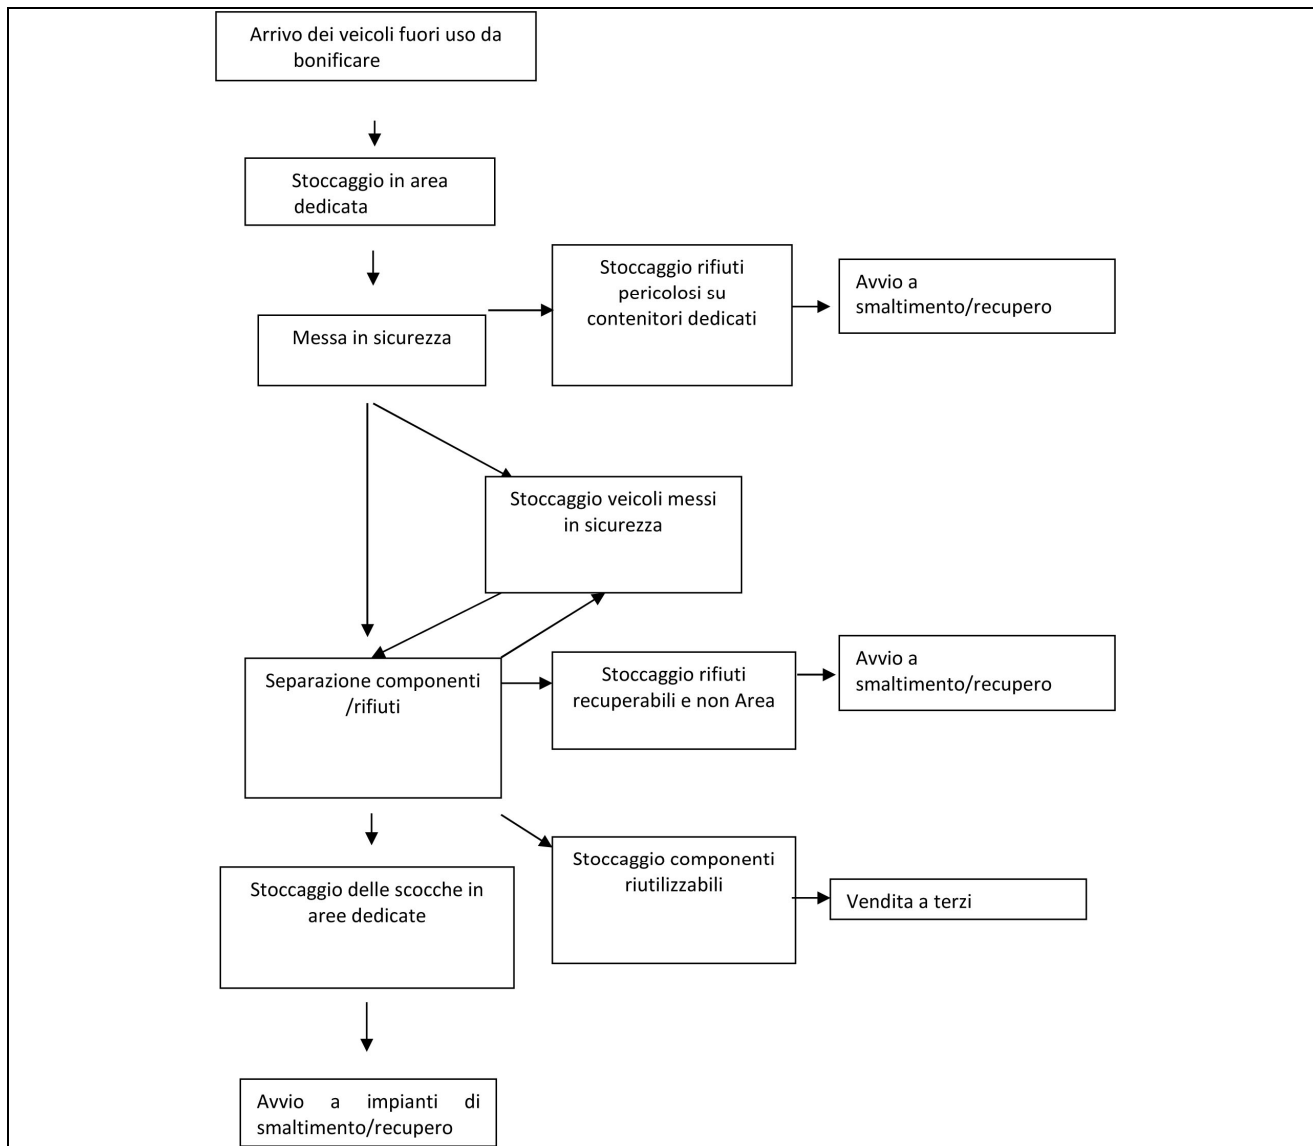 Arrivo dei veicoli fuori uso da
bonificare
Stoccaggio in area
dedicata
Stoccaggio rifiuti
pericolosi su
contenitori dedicati
Avvio a
smaltimento/recupero
Messa in sicurezza
Stoccaggio veicoli messi
in sicurezza
Separazione componenti
/rifiuti
Stoccaggio rifiuti
recuperabili e non Area
Avvio a
smaltimento/recupero
Stoccaggio componenti
riutilizzabili
Vendita a terzi
Stoccaggio delle scocche in
aree dedicate
Avvio a impianti di
smaltimento/recupero